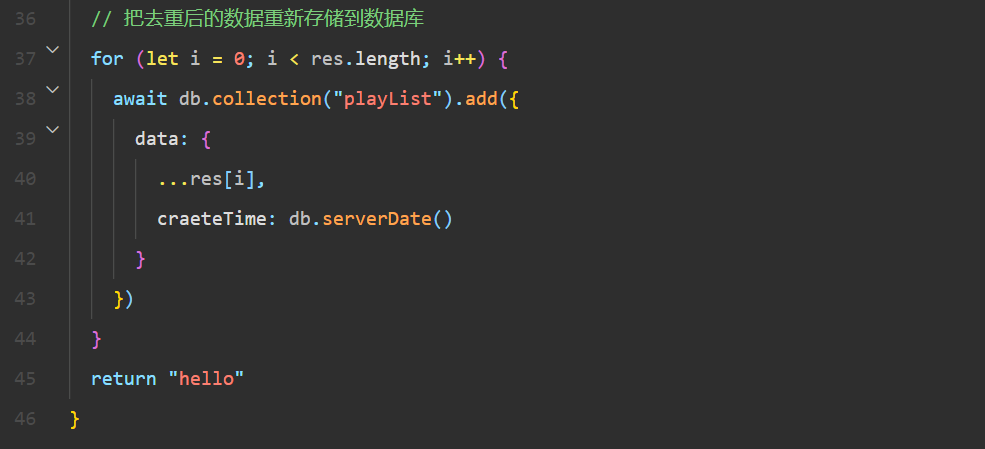 36 // 把去重后的数据重新存储到数据库
37 for (let i = 0; i < res.length; i++) {
38 await db.collection("playList").add({
39 data: {
40 ...res[i],
41 craeteTime: db.serverDate()
42 }
43 })
44 }
45 return "hello"
46 }